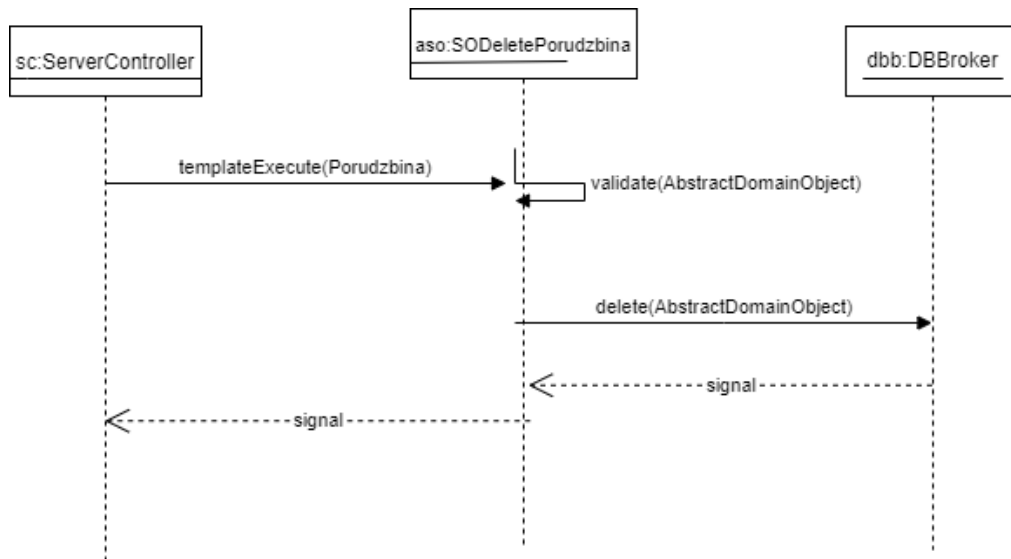 sc:ServerController
aso:SODeletePorudzbina
dbb:DBBroker
templateExecute(Porudzbina)
validate(AbstractDomainObject)
delete(AbstractDomainObject)
signal
signal